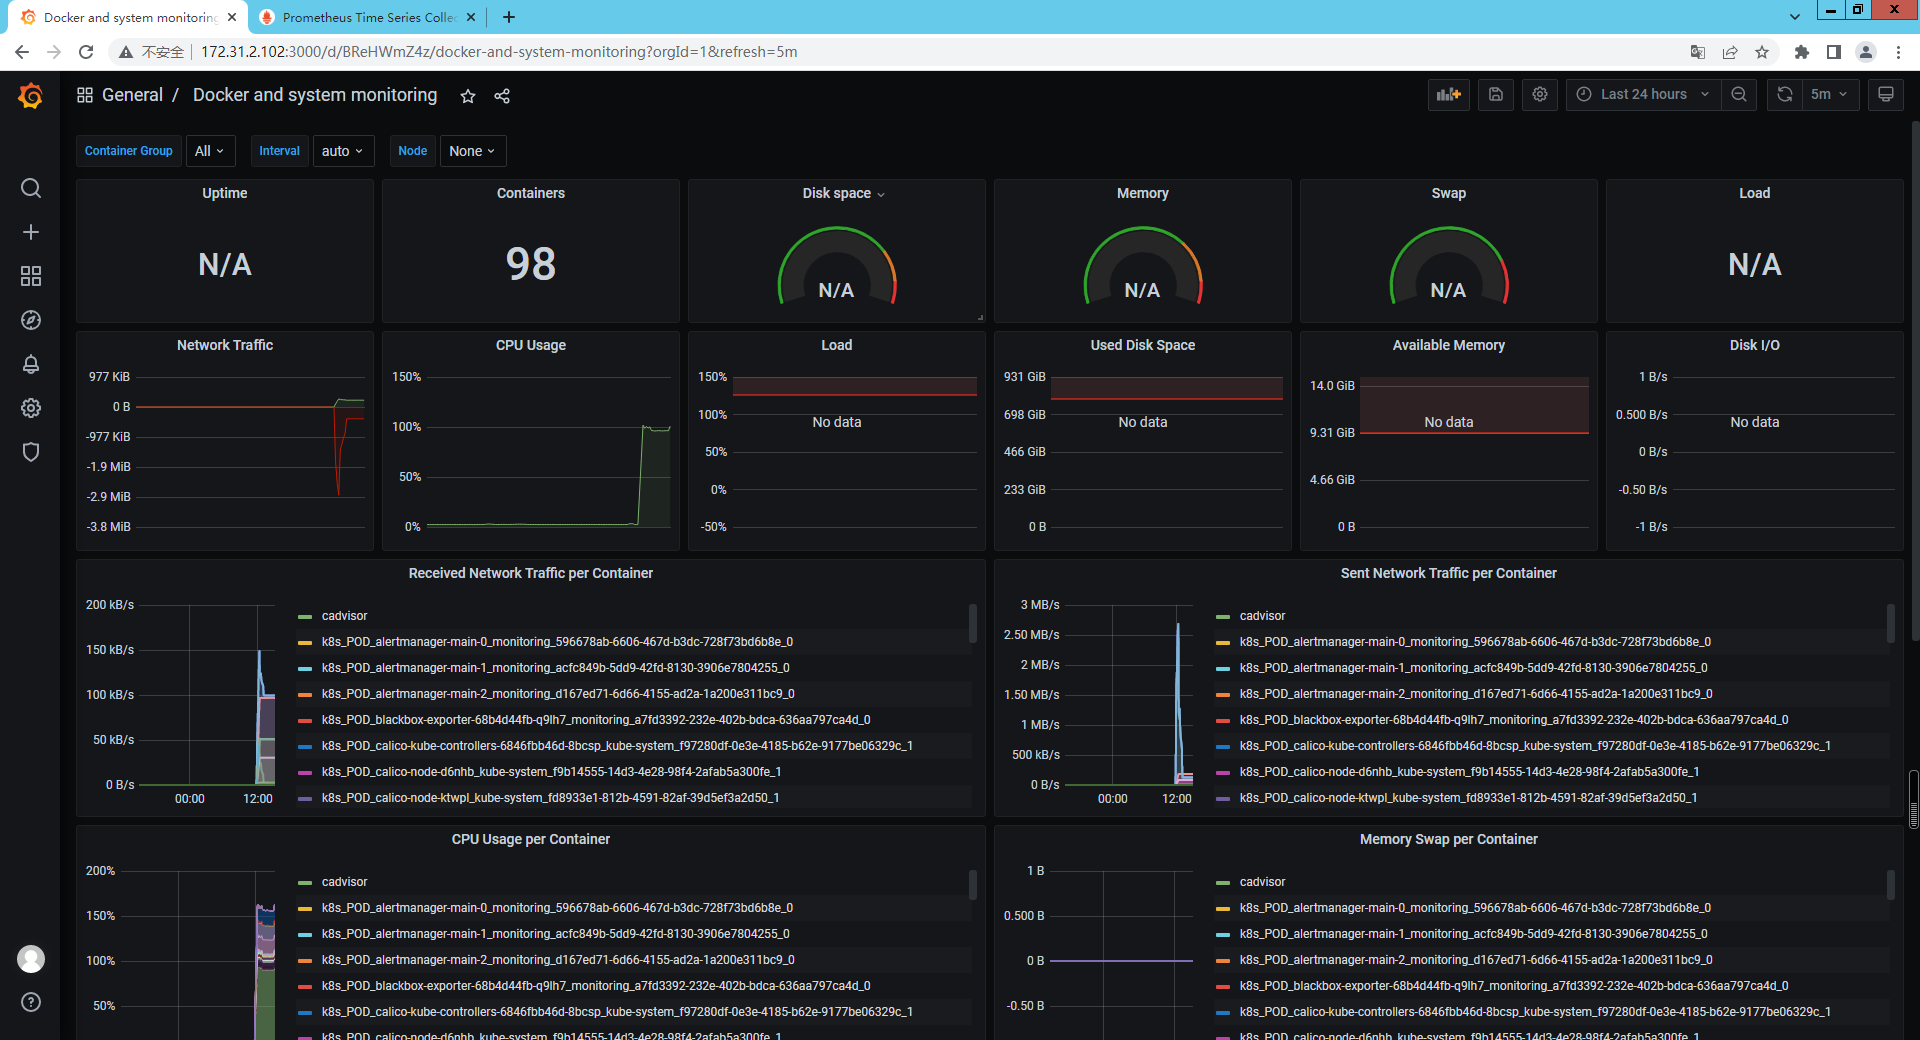 Docker and system monitoring
Prometheus Time Series Colle
不安全
172.31.2.102:3000/d/BReHWmZ4z/docker-and-system-monitoring?orgId=1&refresh=5m
General / Docker and system monitoring
Last 24 hours
5m
Container Group
All
Interval
auto
Node
None
Uptime
N/A
Containers
98
Disk space
N/A
Memory
N/A
Swap
N/A
Load
N/A
Network Traffic
977 KiB
0 B
-977 KiB
-1.9 MiB
-2.9 MiB
-3.8 MiB
CPU Usage
150%
100%
50%
0%
Load
150%
100%
50%
0%
-50%
No data
Used Disk Space
931 GiB
698 GiB
466 GiB
233 GiB
0 B
No data
Available Memory
14.0 GiB
9.31 GiB
4.66 GiB
0 B
No data
Disk I/O
1 B/s
0.500 B/s
0 B/s
-0.50 B/s
-1 B/s
No data
Received Network Traffic per Container
200 kB/s
150 kB/s
100 kB/s
50 kB/s
0 B/s
00:00
12:00
cadvisor
k8s_POD_alertmanager-main-0_monitoring_596678ab-6606-467d-b3dc-728f73bd6b8e_0
k8s_POD_alertmanager-main-1_monitoring_acfc849b-5dd9-42fd-8130-3906e7804255_0
k8s_POD_alertmanager-main-2_monitoring_d167ed71-6d66-4155-ad2a-1a200e311bc9_0
k8s_POD_blackbox-exporter-68b4d44fb-q9lh7_monitoring_a7fd3392-232e-402b-bdca-636aa797ca4d_0
k8s_POD_calico-kube-controllers-6846fbb46d-8bcsp_kube-system_f97280df-0e3e-4185-b62e-9177be06329c_1
k8s_POD_calico-node-d6nhb_kube-system_f9b14555-14d3-4e28-98f4-2afab5a300fe_1
k8s_POD_calico-node-ktwpl_kube-system_fd8933e1-812b-4591-82af-39d5ef3a2d50_1
Sent Network Traffic per Container
3 MB/s
2.50 MB/s
2 MB/s
1.50 MB/s
1 MB/s
500 kB/s
0 B/s
00:00
12:00
cadvisor
k8s_POD_alertmanager-main-0_monitoring_596678ab-6606-467d-b3dc-728f73bd6b8e_0
k8s_POD_alertmanager-main-1_monitoring_acfc849b-5dd9-42fd-8130-3906e7804255_0
k8s_POD_alertmanager-main-2_monitoring_d167ed71-6d66-4155-ad2a-1a200e311bc9_0
k8s_POD_blackbox-exporter-68b4d44fb-q9lh7_monitoring_a7fd3392-232e-402b-bdca-636aa797ca4d_0
k8s_POD_calico-kube-controllers-6846fbb46d-8bcsp_kube-system_f97280df-0e3e-4185-b62e-9177be06329c_1
k8s_POD_calico-node-d6nhb_kube-system_f9b14555-14d3-4e28-98f4-2afab5a300fe_1
k8s_POD_calico-node-ktwpl_kube-system_fd8933e1-812b-4591-82af-39d5ef3a2d50_1
CPU Usage per Container
200%
150%
100%
50%
cadvisor
k8s_POD_alertmanager-main-0_monitoring_596678ab-6606-467d-b3dc-728f73bd6b8e_0
k8s_POD_alertmanager-main-1_monitoring_acfc849b-5dd9-42fd-8130-3906e7804255_0
k8s_POD_alertmanager-main-2_monitoring_d167ed71-6d66-4155-ad2a-1a200e311bc9_0
k8s_POD_blackbox-exporter-68b4d44fb-q9lh7_monitoring_a7fd3392-232e-402b-bdca-636aa797ca4d_0
k8s_POD_calico-kube-controllers-6846fbb46d-8bcsp_kube-system_f97280df-0e3e-4185-b62e-9177be06329c_1
k8s_POD_calico-node-d6nhb_kube-system_f9b14555-14d3-4e28-98f4-2afab5a300fe_1
Memory Swap per Container
1 B
0.500 B
0 B
-0.50 B
cadvisor
k8s_POD_alertmanager-main-0_monitoring_596678ab-6606-467d-b3dc-728f73bd6b8e_0
k8s_POD_alertmanager-main-1_monitoring_acfc849b-5dd9-42fd-8130-3906e7804255_0
k8s_POD_alertmanager-main-2_monitoring_d167ed71-6d66-4155-ad2a-1a200e311bc9_0
k8s_POD_blackbox-exporter-68b4d44fb-q9lh7_monitoring_a7fd3392-232e-402b-bdca-636aa797ca4d_0
k8s_POD_calico-kube-controllers-6846fbb46d-8bcsp_kube-system_f97280df-0e3e-4185-b62e-9177be06329c_1
k8s_POD_calico-node-d6nhb_kube-system_f9b14555-14d3-4e28-98f4-2afab5a300fe_1